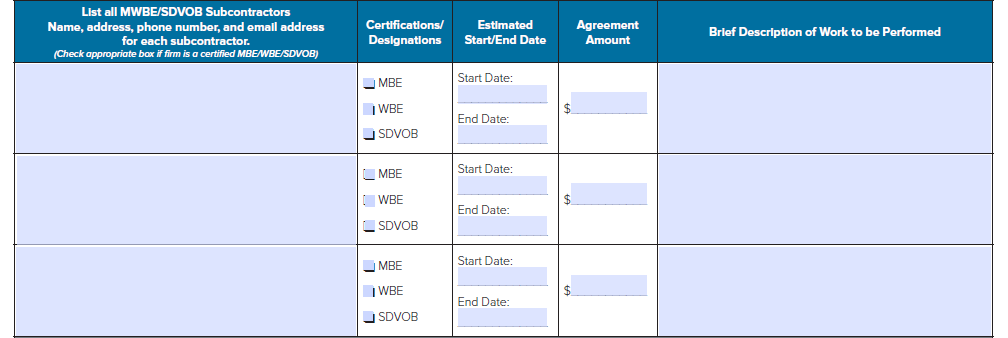 List all MWBE/SDVOB Subcontractors
Name, address, phone number, and email address
for each subcontractor.
(Check appropriate box if firm is a certified MBE/WBE/SDVOB)
Certifications/
Designations
Estimated
Start/End Date
Agreement
Amount
Brief Description of Work to be Performed
MBE
WBE
SDVOB
Start Date:
End Date:
$
MBE
WBE
SDVOB
Start Date:
End Date:
$
MBE
WBE
SDVOB
Start Date:
End Date:
$